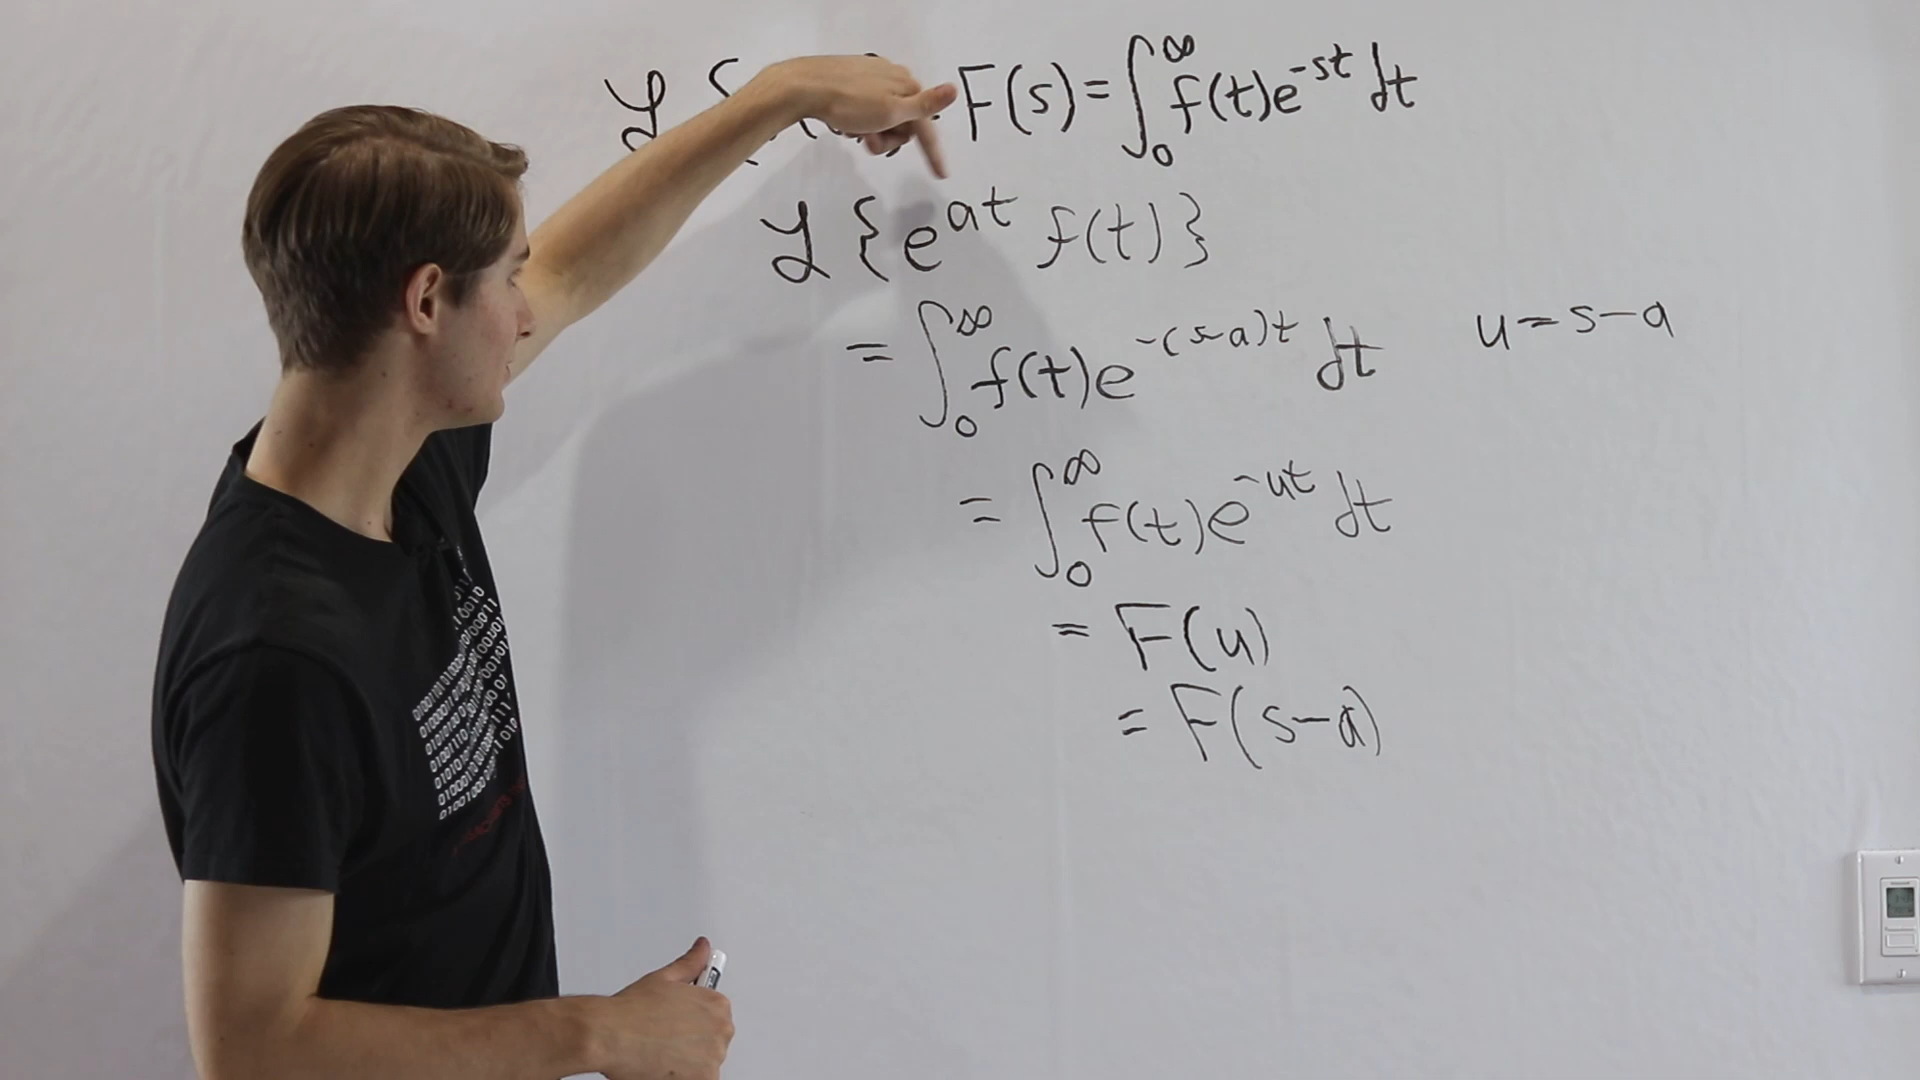 ℒ { F(s) = ∫₀^∞ f(t)e^{-st} dt
ℒ { e^{at} f(t) }
= ∫₀^∞ f(t)e^{-(s-a)t} dt
u = s-a
= ∫₀^∞ f(t)e^{-ut} dt
= F(u)
= F(s-a)